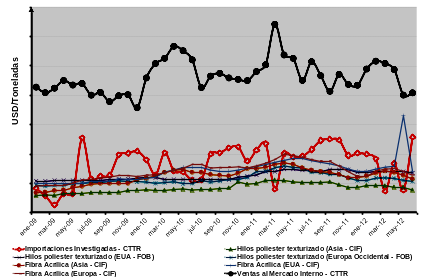 USD/Toneladas
ene-09
mar-09
may-09
jul-09
sep-09
nov-09
ene-10
mar-10
may-10
jul-10
sep-10
nov-10
ene-11
mar-11
may-11
jul-11
sep-11
nov-11
ene-12
mar-12
may-12
Importaciones Investigadas - CTTR
Hilos poliester texturizado (Asia - CIF)
Hilos poliester texturizado (EUA - FOB)
Hilos poliester texturizado (Europa Occidental - FOB)
Fibra Acrílica (Asia - CIF)
Fibra Acrílica (EUA - CIF)
Fibra Acrílica (Europa - CIF)
Ventas al Mercado Interno - CTTR